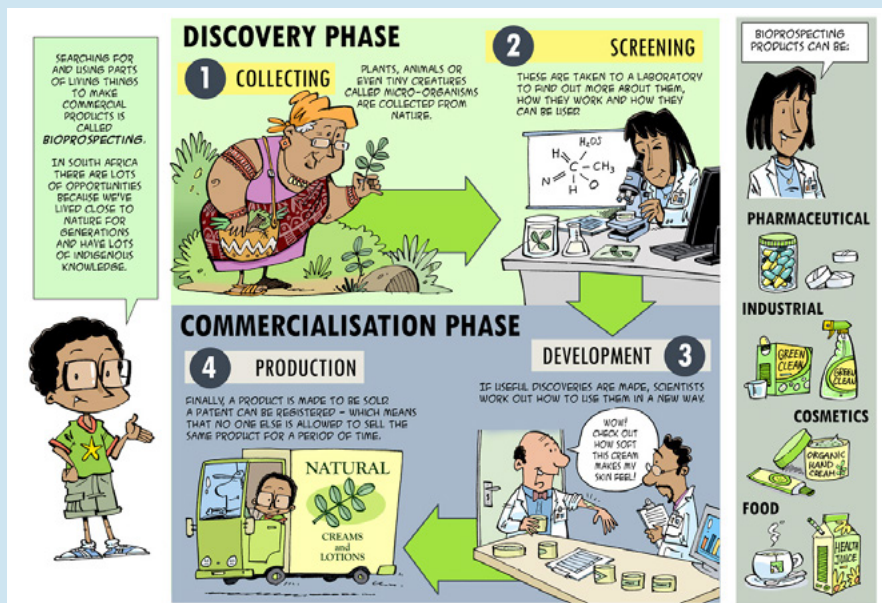 SEARCHING FOR
AND USING PARTS
OF LIVING THINGS
TO MAKE
COMMERCIAL
PRODUCTS IS
CALLED
BIOPROSPECTING.
IN SOUTH AFRICA
THERE ARE LOTS
OF OPPORTUNITIES
BECAUSE WE'VE
LIVED CLOSE TO
NATURE FOR
GENERATIONS
AND HAVE LOTS
OF INDIGENOUS
KNOWLEDGE.
DISCOVERY PHASE
1 COLLECTING
PLANTS, ANIMALS OR
EVEN TINY CREATURES
CALLED MICRO-ORGANISMS
ARE COLLECTED FROM
NATURE.
2 SCREENING
THESE ARE TAKEN TO A LABORATORY
TO FIND OUT MORE ABOUT THEM,
HOW THEY WORK AND HOW THEY
CAN BE USED.
H₂OS
H
C
CH₃
N
H
O
COMMERCIALISATION PHASE
DEVELOPMENT 3
IF USEFUL DISCOVERIES ARE MADE, SCIENTISTS
WORK OUT HOW TO USE THEM IN A NEW WAY.
WOW!
CHECK OUT
HOW SOFT
THIS CREAM
MAKES MY
SKIN FEEL!
4 PRODUCTION
FINALLY, A PRODUCT IS MADE TO BE SOLD.
A PATENT CAN BE REGISTERED – WHICH MEANS
THAT NO ONE ELSE IS ALLOWED TO SELL THE
SAME PRODUCT FOR A PERIOD OF TIME.
NATURAL
CREAMS
and
LOTIONS
BIOPROSPECTING
PRODUCTS CAN BE:
PHARMACEUTICAL
INDUSTRIAL
GREEN
CLEAN
GREEN
CLEAN
COSMETICS
ORGANIC
HAND
CREAM
FOOD
HEALTH
JUICE